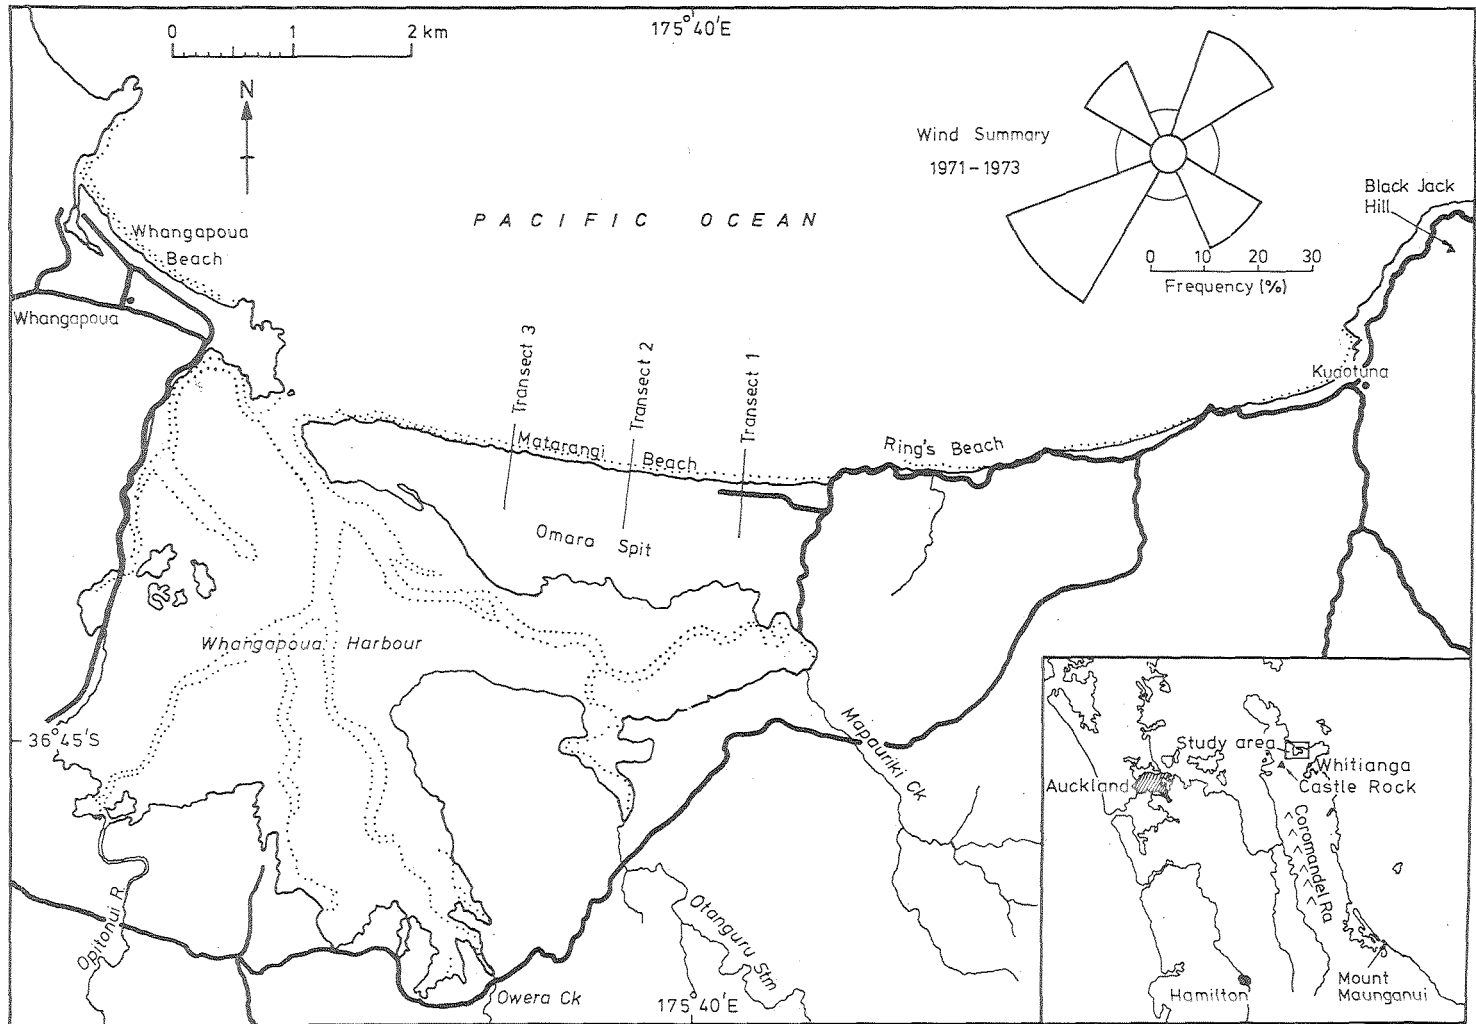 0 1 2 km
175°40'E
N
Wind Summary
1971-1973
Black Jack
Hill
PACIFIC OCEAN
Whangapoua
Beach
0 10 20 30
Frequency (%)
Whangapoua
Transect 3
Transect 2
Transect 1
Kuaotuna
Matarangi Beach
Ring's Beach
Omara Spit
Whangapoua Harbour
36°45'S
Mapauriki Ck
Opitonui R.
Otanguru Stm
Owera Ck
175°40'E
Study area
Whitianga
Auckland
Castle Rock
Coromandel Ra
Mount
Maunganui
Hamilton